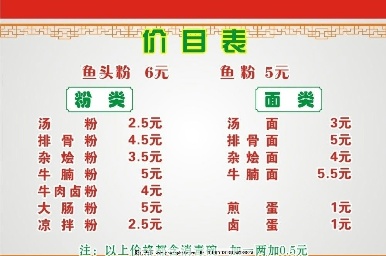 价目表
鱼头粉 6元 鱼粉 5元
粉类 面类
汤粉 2.5元 汤面 3元
排骨粉 4.5元 排骨面 5元
杂烩粉 3.5元 杂烩面 4元
牛腩粉 5元 牛腩面 5.5元
牛肉卤粉 4元
大肠粉 5元 煎蛋 1元
凉拌粉 2.5元 卤蛋 1元
注:以上价格都含消毒碗 加一两加0.5元